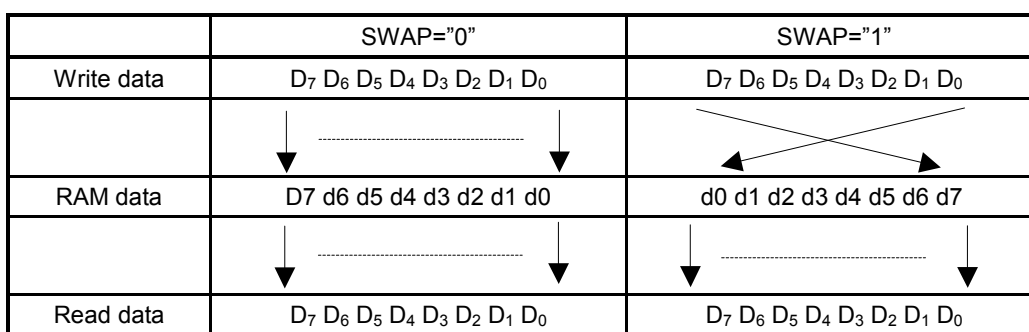 SWAP=”0” SWAP=”1”
Write data D₇ D₆ D₅ D₄ D₃ D₂ D₁ D₀ D₇ D₆ D₅ D₄ D₃ D₂ D₁ D₀
RAM data D7 d6 d5 d4 d3 d2 d1 d0 d0 d1 d2 d3 d4 d5 d6 d7
Read data D₇ D₆ D₅ D₄ D₃ D₂ D₁ D₀ D₇ D₆ D₅ D₄ D₃ D₂ D₁ D₀